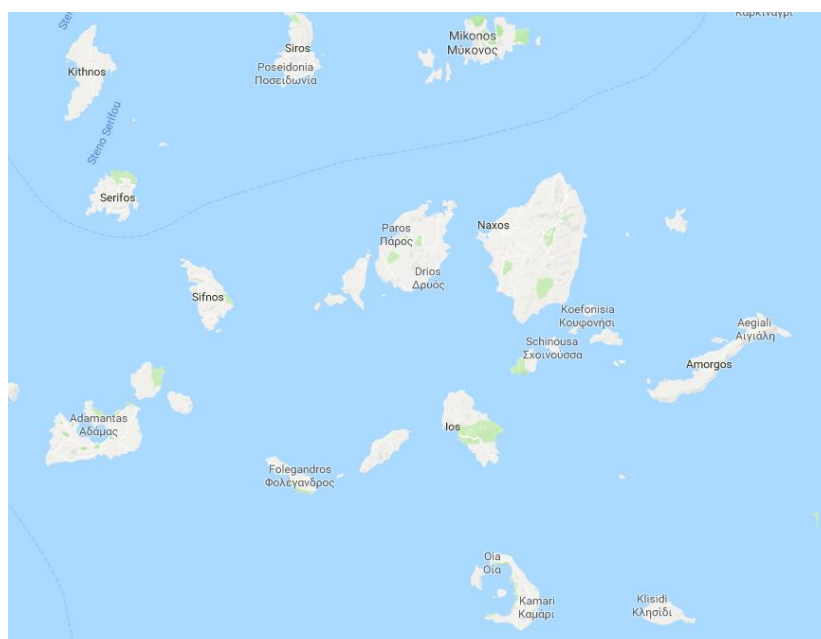 Καρκινάγρι
Mikonos
Μύκονος
Siros
Poseidonia
Ποσειδωνία
Kithnos
Steno Serifou
Serifos
Paros
Πάρος
Naxos
Drios
Δρυός
Sifnos
Koefonisia
Κουφονήσι
Aegiali
Αιγιάλη
Schinousa
Σχοινούσσα
Amorgos
Adamantas
Αδάμας
Ios
Folegandros
Φολέγανδρος
Oia
Οία
Kamari
Καμάρι
Klisidi
Κλησίδι